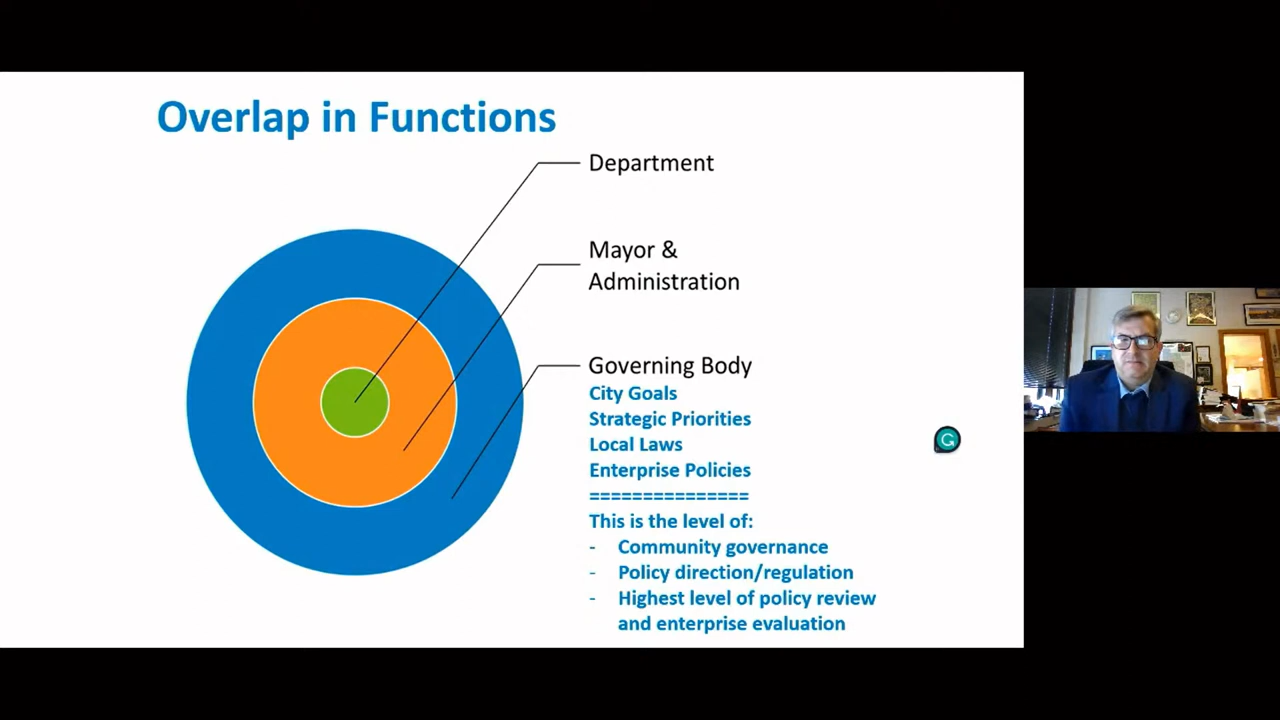 Overlap in Functions
Department
Mayor &
Administration
Governing Body
City Goals
Strategic Priorities
Local Laws
Enterprise Policies
===============
This is the level of:
- Community governance
- Policy direction/regulation
- Highest level of policy review
and enterprise evaluation